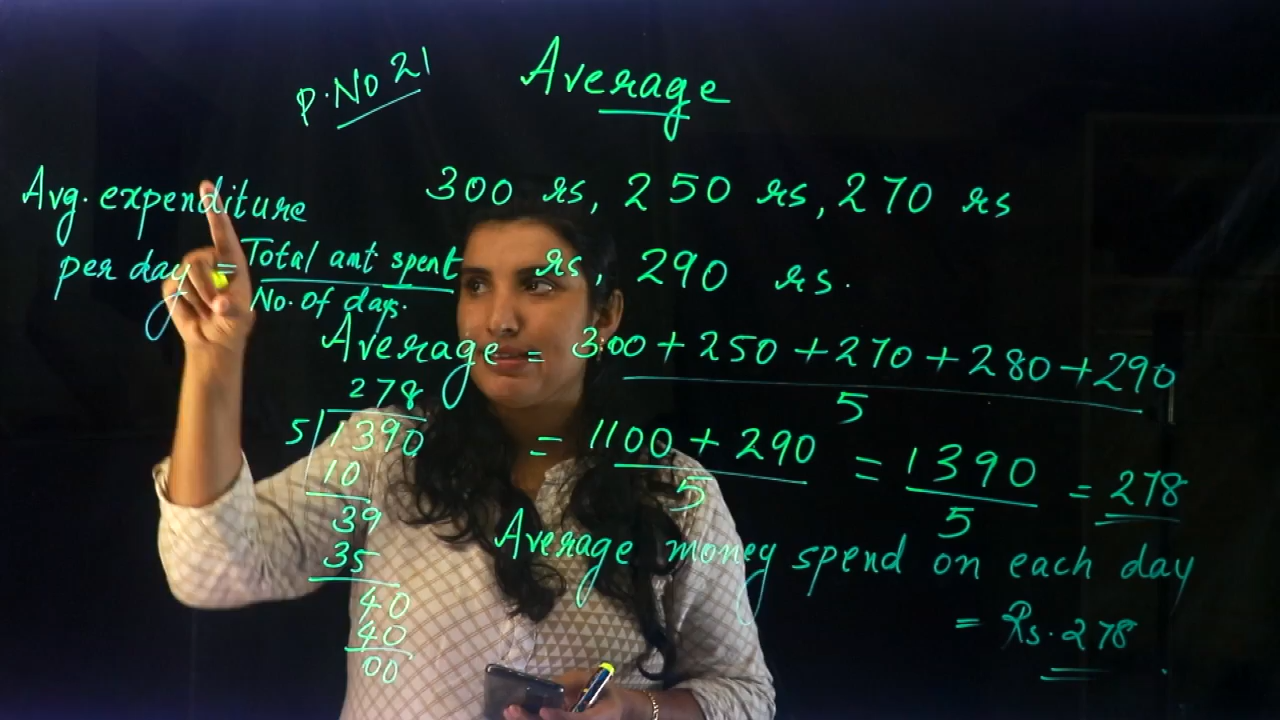 P.No 21
Average
Avg. expenditure
per day = Total amt spent
No. of days.
300 rs, 250 rs, 270 rs
rs, 290 rs.
Average = 300 + 250 + 270 + 280 + 290
5
= 1100 + 290 = 1390 = 278
5 5
278
5 1390
10
39
35
40
40
00
Average money spend on each day
= Rs. 278